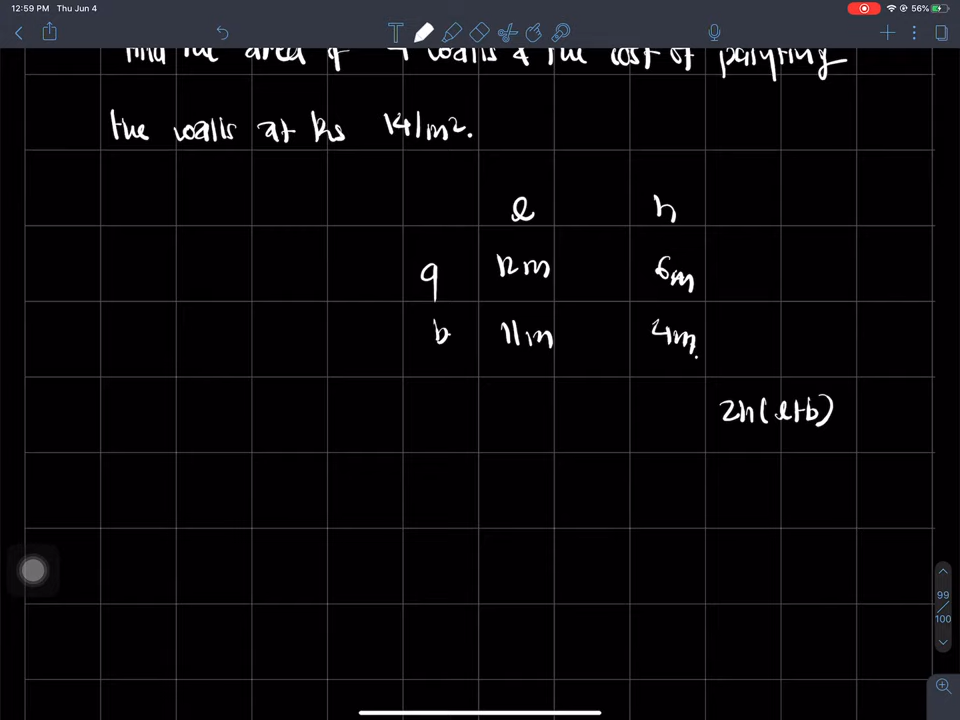 12:59 PM Thu Jun 4
56%
find the area of 4 walls & the cost of painting
the walls at Rs 14/m².
l h
9 12m 6m
b 11m 4m.
2h(l+b)
99
/
100